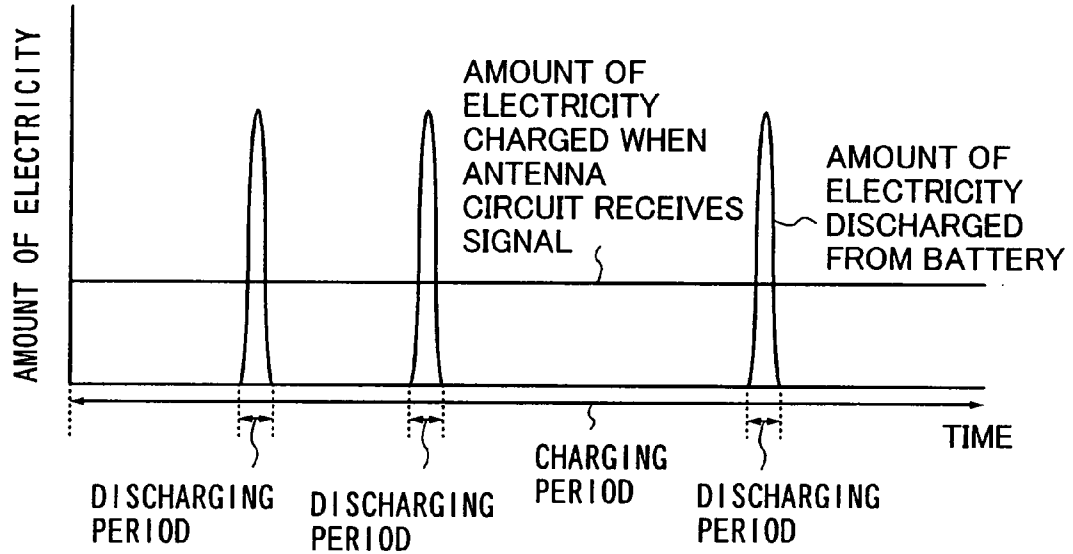 AMOUNT OF ELECTRICITY
AMOUNT OF
ELECTRICITY
CHARGED WHEN
ANTENNA
CIRCUIT RECEIVES
SIGNAL
AMOUNT OF
ELECTRICITY
DISCHARGED
FROM BATTERY
TIME
DISCHARGING
PERIOD
DISCHARGING
PERIOD
CHARGING
PERIOD
DISCHARGING
PERIOD